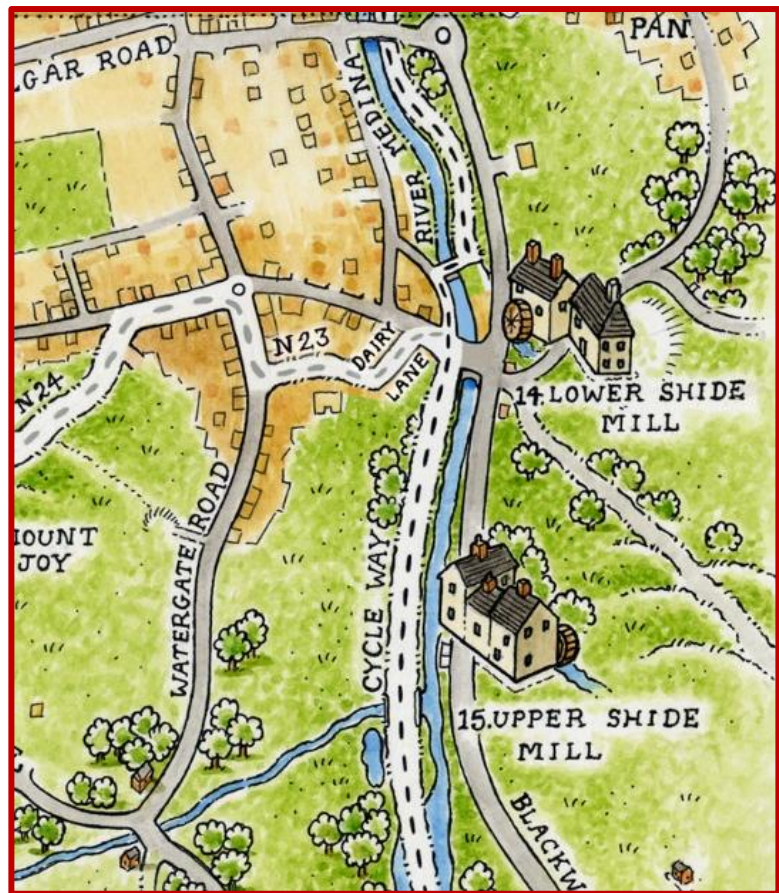 PAN
LGAR ROAD
RIVER MEDINA
N23
DAIRY
LANE
N24
14.LOWER SHIDE
MILL
WATERGATE ROAD
MOUNT
JOY
CYCLE WAY
15.UPPER SHIDE
MILL
BLACKW